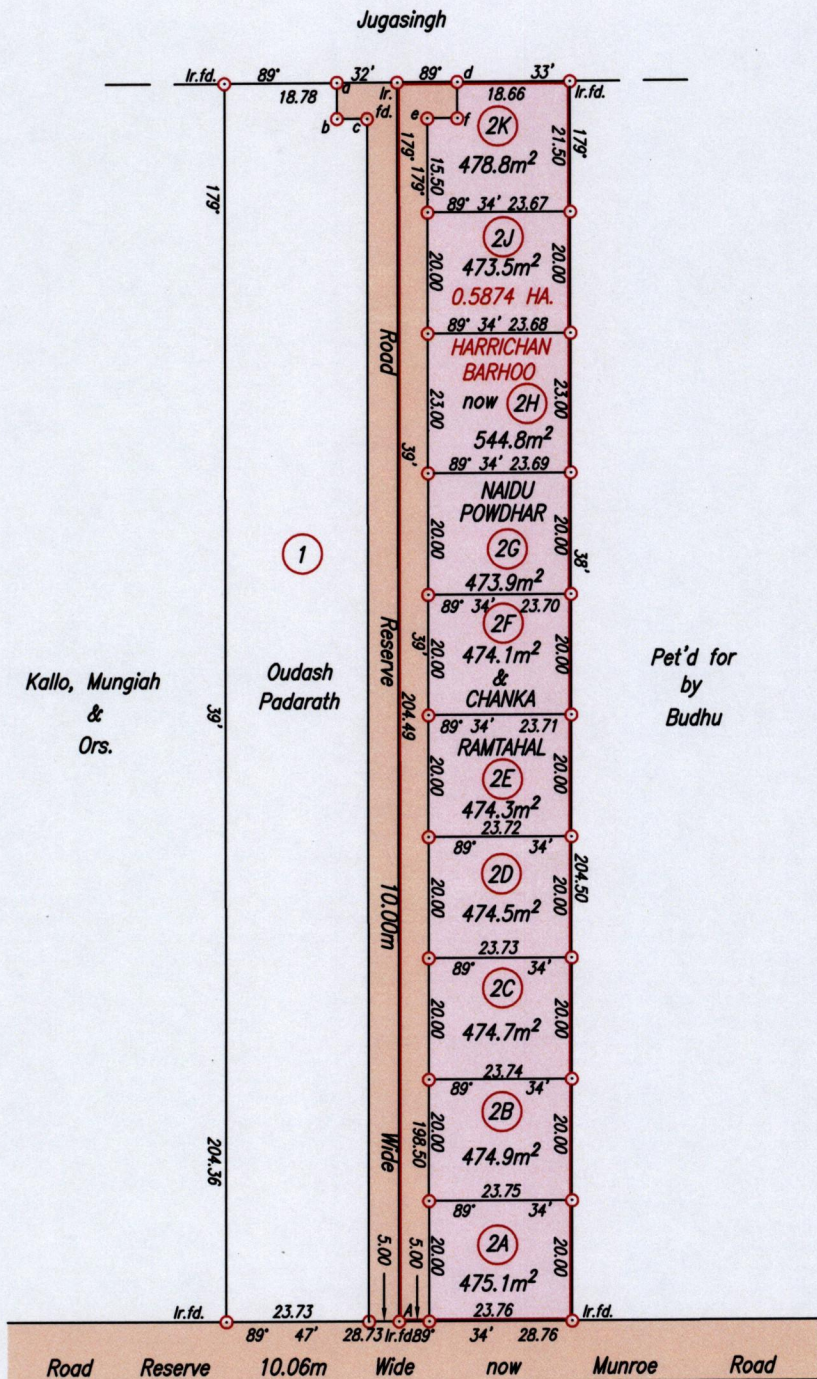 Jugasingh
Ir.fd. 89° 32' 89° d 33'
18.78 a Ir. 18.66 Ir.fd.
b c fd. e f 2K 179°
179° 179° 179° 478.8m² 21.50
15.50
89° 34' 23.67
2J
20.00 473.5m² 20.00
0.5874 HA.
89° 34' 23.68
Road HARRICHAN
BARHOO
23.00 now 2H 23.00
544.8m²
39' 89° 34' 23.69
NAIDU
POWDHAR
1 20.00 2G 20.00 38'
473.9m²
89° 34' 23.70
2F
Reserve 39' 20.00 474.1m² 20.00
&
CHANKA
Kallo, Mungiah
&
Ors.
39'
Oudash
Padarath
204.49
Pet'd for
by
Budhu
89° 34' 23.71
RAMTAHAL
20.00 2E 20.00
474.3m²
23.72
89° 34'
10.00m 20.00 2D 20.00 204.50
474.5m²
23.73
89° 34'
20.00 2C 20.00
474.7m²
23.74
89° 34'
204.36 Wide 198.50 20.00 2B 20.00
474.9m²
23.75
89° 34'
5.00 5.00 20.00 2A 20.00
475.1m²
Ir.fd. 23.73 A 23.76 Ir.fd.
89° 47' 28.73 Ir.fd 89° 34' 28.76
Road Reserve 10.06m Wide now Munroe Road